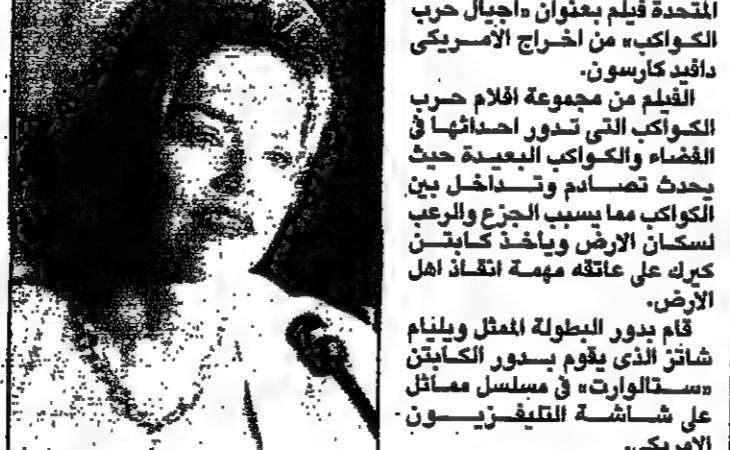 المتحدة فيلم بعنوان «اجيال حرب
الكواكب» من اخراج الامريكى
دافيد كارسون.
الفيلم من مجموعة افلام حرب
الكواكب التى تدور احداثها فى
الفضاء والكواكب البعيدة حيث
يحدث تصادم وتداخل بين
الكواكب مما يسبب الجزع والرعب
لسكان الارض وياخذ كابتن
كيرك على عاتقه مهمة انقاذ اهل
الارض.
قام بدور البطولة الممثل ويليام
شاتز الذى يقوم بدور الكابتن
«ستالوارت» فى مسلسل مماثل
على شاشة التليفزيون
الامريكى.